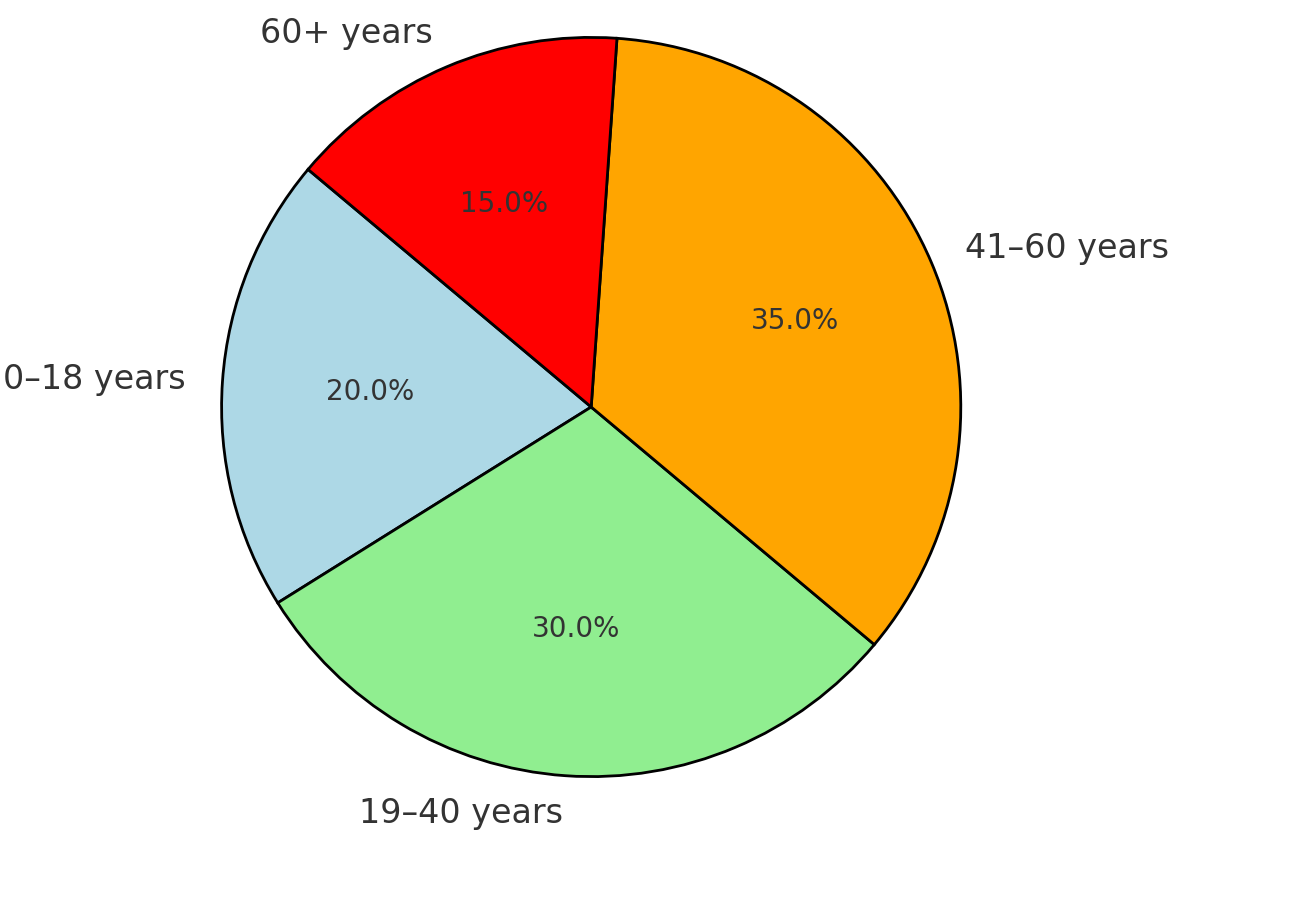 60+ years
15.0%
41–60 years
35.0%
0–18 years
20.0%
30.0%
19–40 years